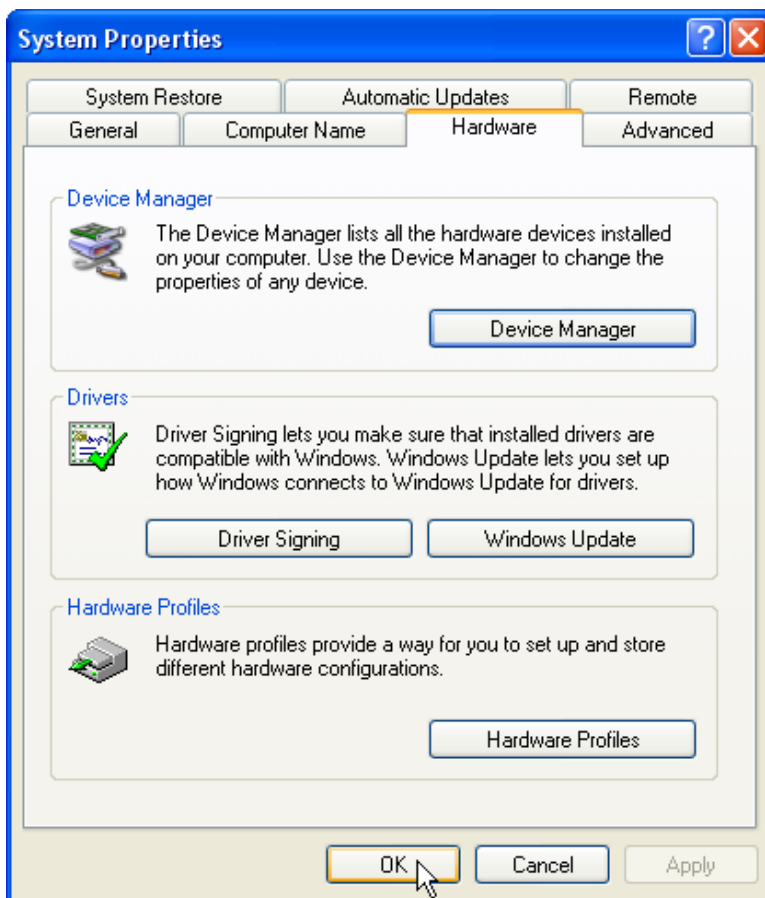 System Properties
?
System Restore
Automatic Updates
Remote
General
Computer Name
Hardware
Advanced
Device Manager
The Device Manager lists all the hardware devices installed
on your computer. Use the Device Manager to change the
properties of any device.
Device Manager
Drivers
Driver Signing lets you make sure that installed drivers are
compatible with Windows. Windows Update lets you set up
how Windows connects to Windows Update for drivers.
Driver Signing
Windows Update
Hardware Profiles
Hardware profiles provide a way for you to set up and store
different hardware configurations.
Hardware Profiles
OK
Cancel
Apply